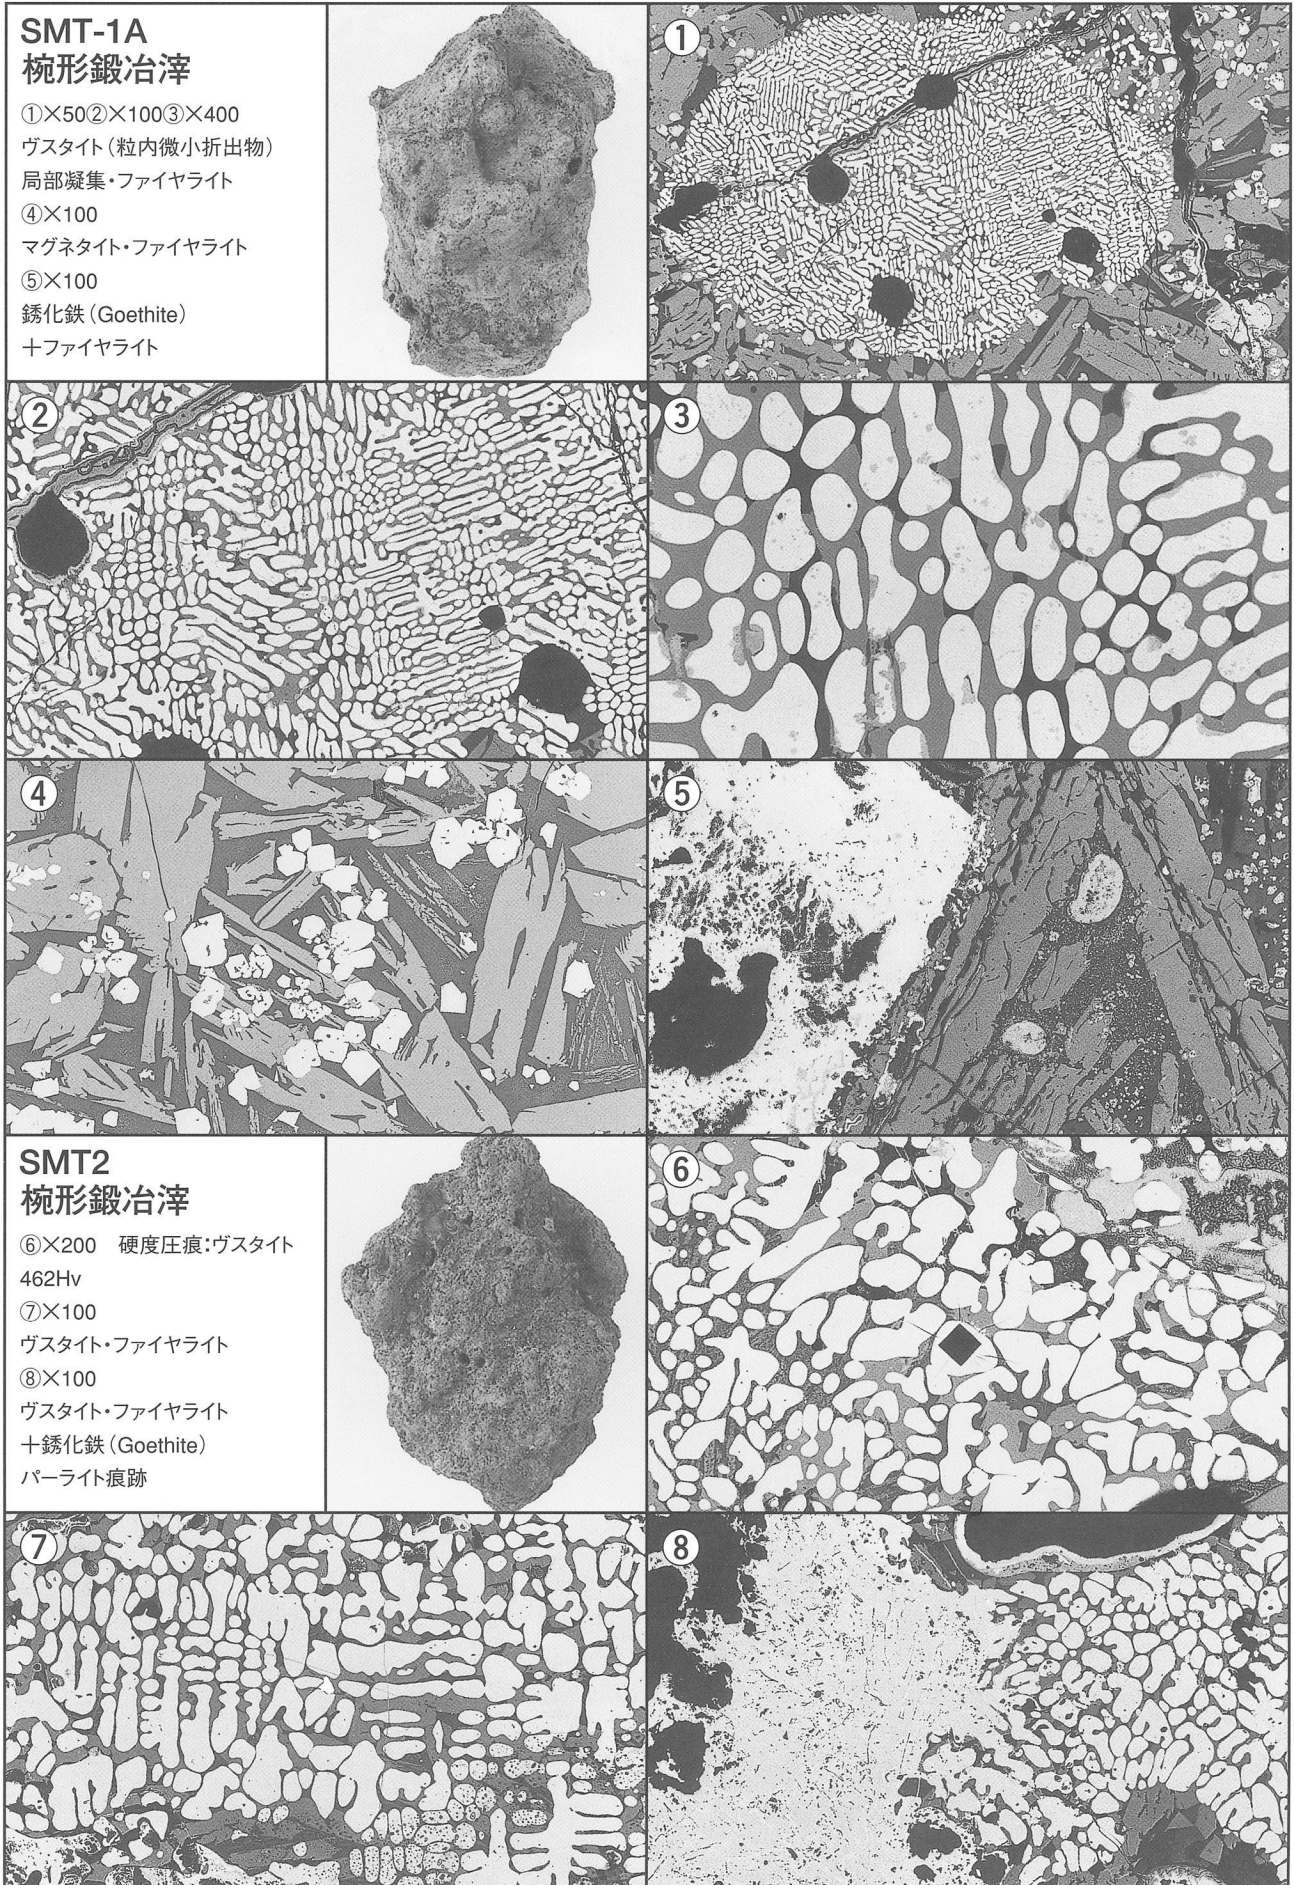 SMT-1A
椀形鍛冶滓
①×50②×100③×400
ヴスタイト(粒内微小折出物)
局部凝集・ファイヤライト
④×100
マグネタイト・ファイヤライト
⑤×100
銹化鉄(Goethite)
+ファイヤライト
①
②
③
④
⑤
SMT2
椀形鍛冶滓
⑥×200 硬度圧痕:ヴスタイト
462Hv
⑦×100
ヴスタイト・ファイヤライト
⑧×100
ヴスタイト・ファイヤライト
+銹化鉄(Goethite)
パーライト痕跡
⑥
⑦
⑧